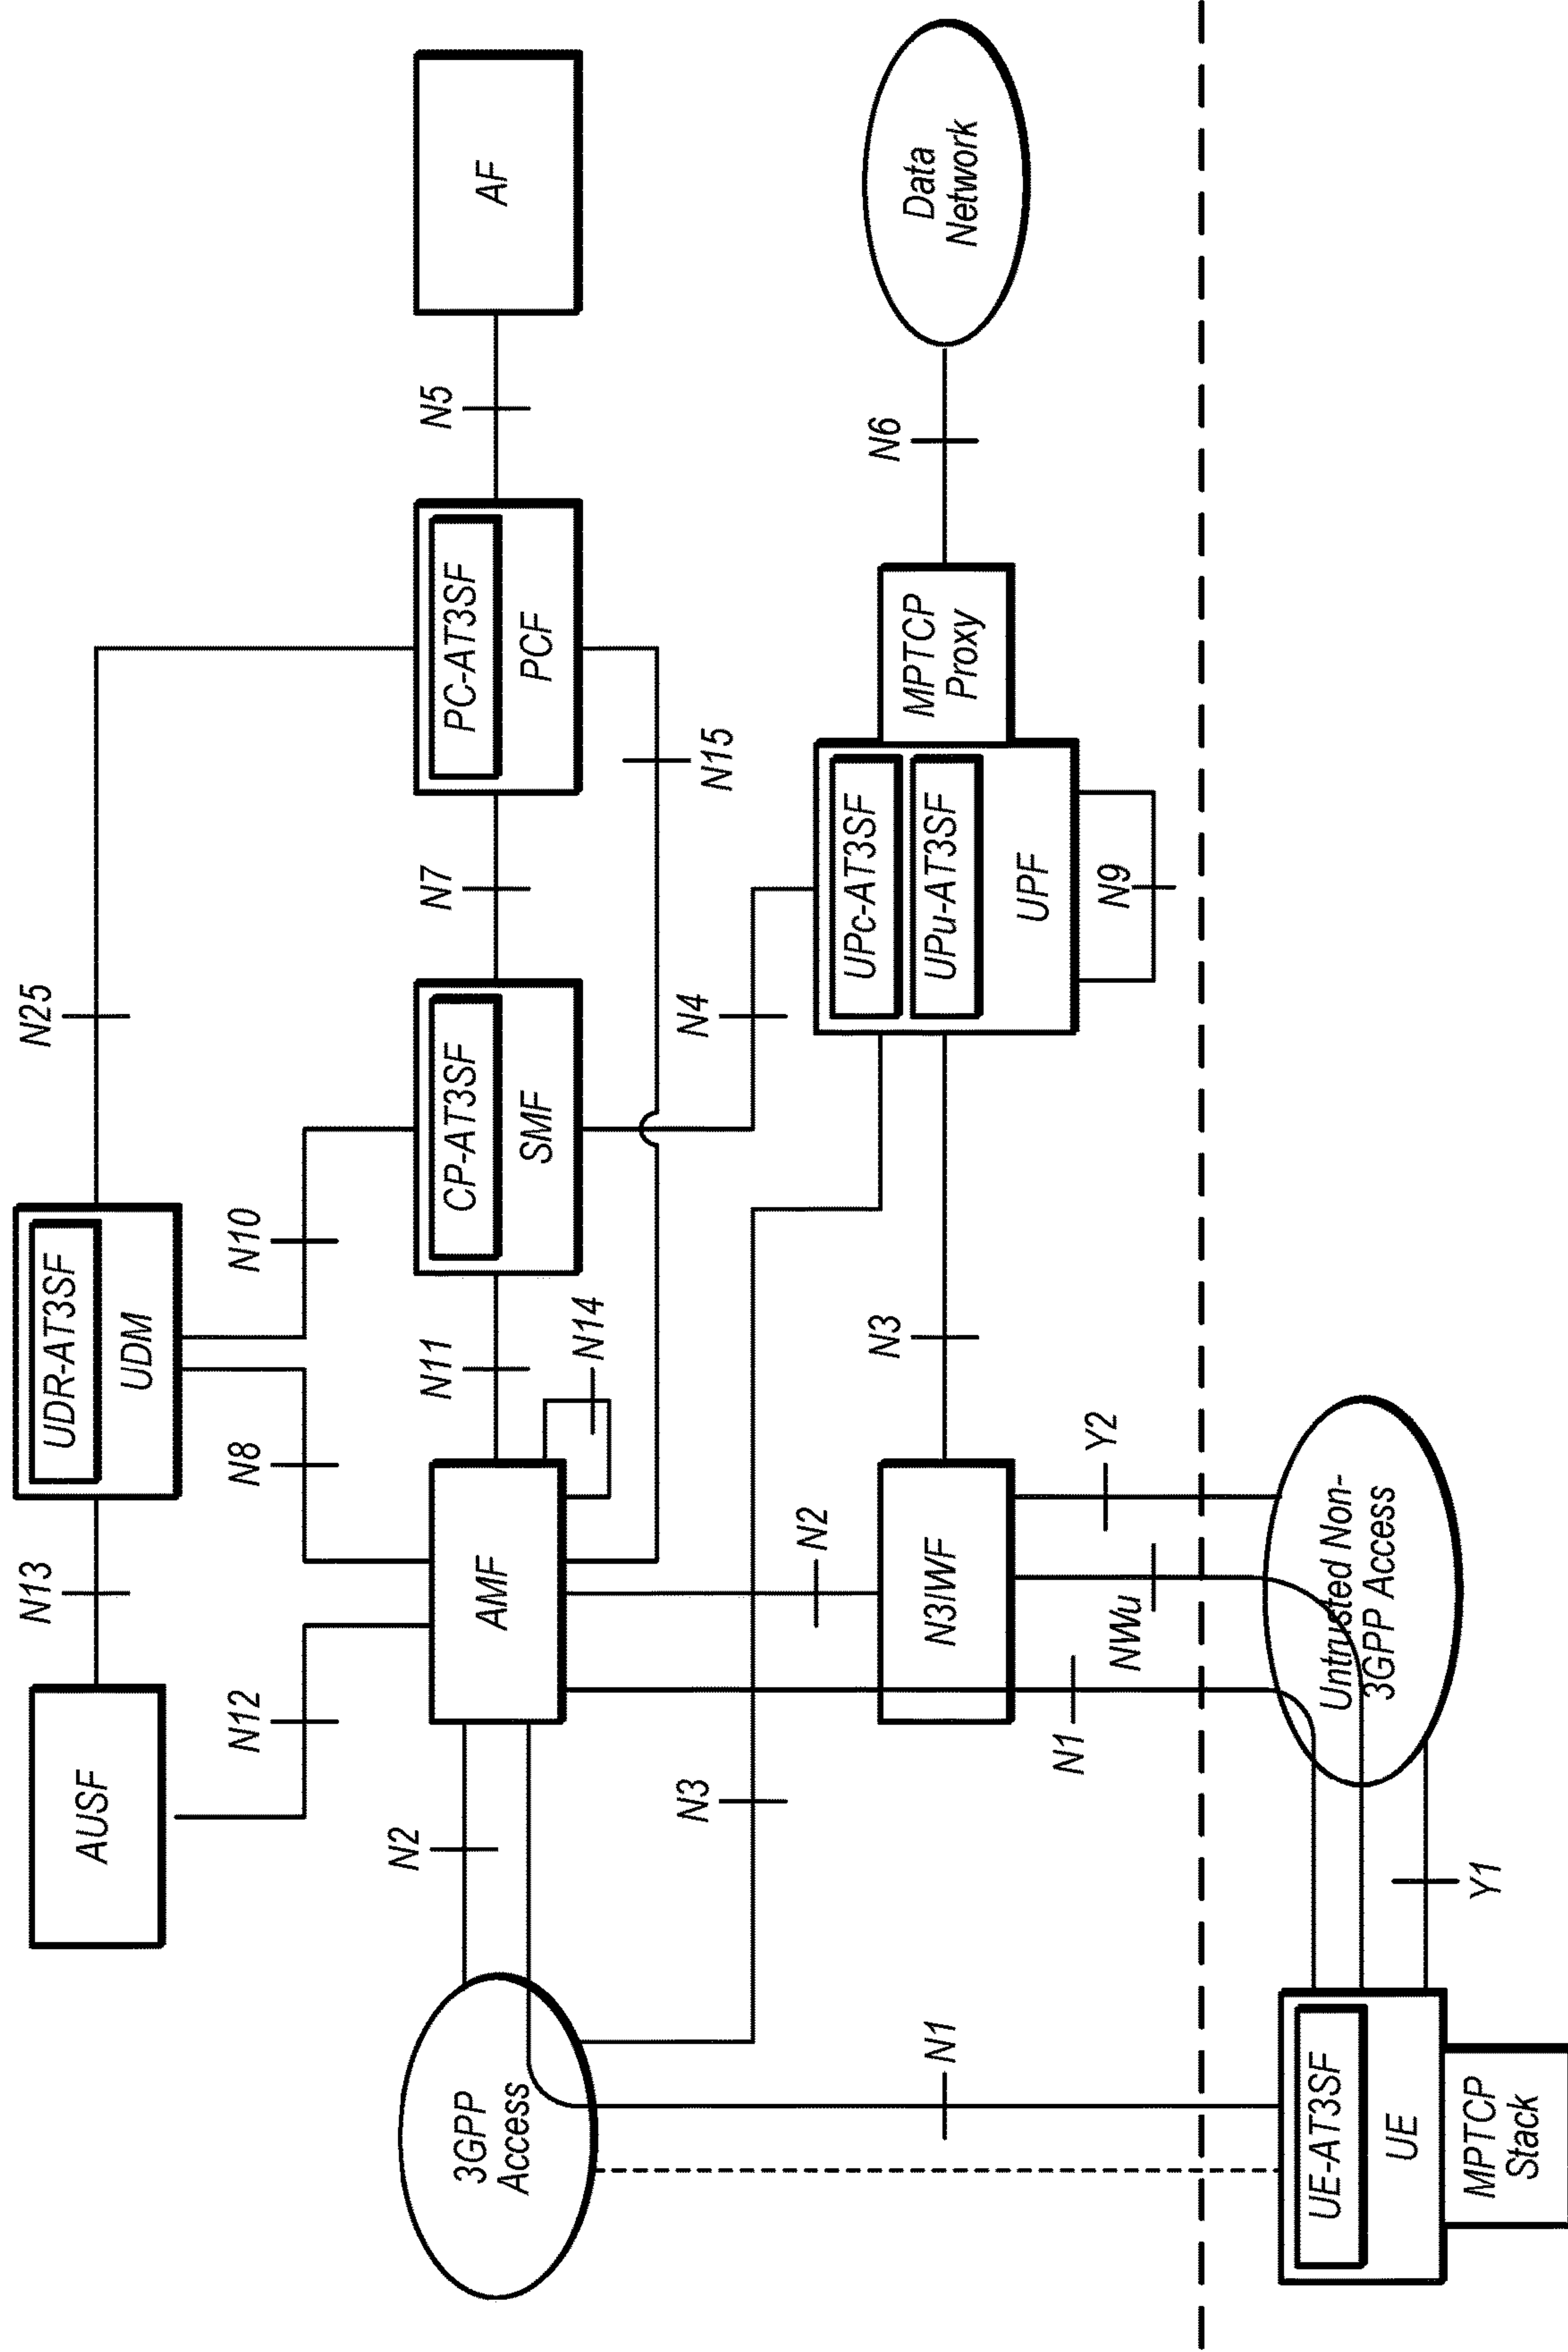 N25
N13
UDR-AT3SF
UDM
AUSF
N12
N8
N10
N2
AMF
N11
N14
CP-AT3SF
SMF
N7
PC-AT3SF
PCF
N5
AF
3GPP
Access
N15
N3
N2
N4
N3
N3IWF
UPc-AT3SF
UPu-AT3SF
UPF
MPTCP
Proxy
N6
Data
Network
N1
N1
NWu
Y2
N9
UE-AT3SF
UE
MPTCP
Stack
Y1
Untrusted Non-
3GPP Access